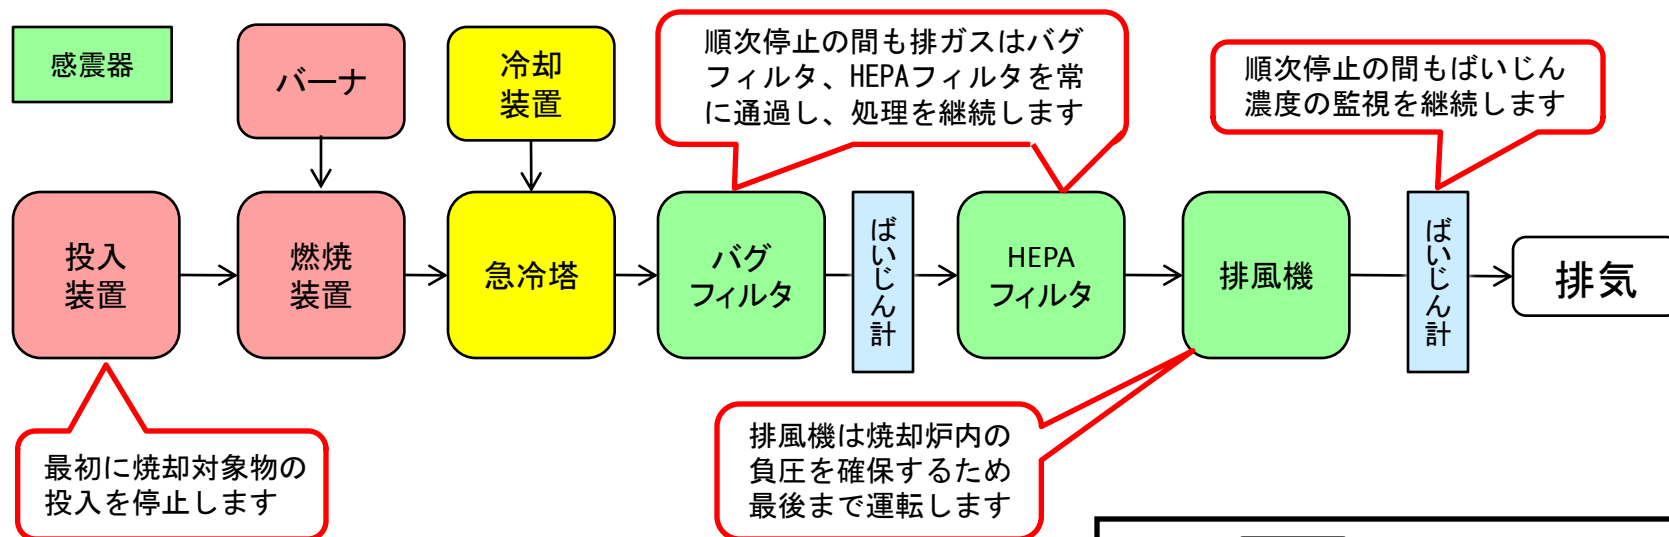 感震器
バーナ
冷却
装置
順次停止の間も排ガスはバグ
フィルタ、HEPAフィルタを常
に通過し、処理を継続します
順次停止の間もばいじん
濃度の監視を継続します
投入
装置
燃焼
装置
急冷塔
バグ
フィルタ
ばいじん計
HEPA
フィルタ
排風機
ばいじん計
排気
最初に焼却対象物の
投入を停止します
排風機は焼却炉内の
負圧を確保するため
最後まで運転します